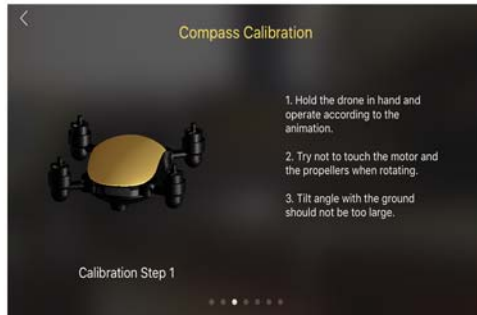 Compass Calibration
1. Hold the drone in hand and
operate according to the
animation.
2. Try not to touch the motor and
the propellers when rotating.
3. Tilt angle with the ground
should not be too large.
Calibration Step 1